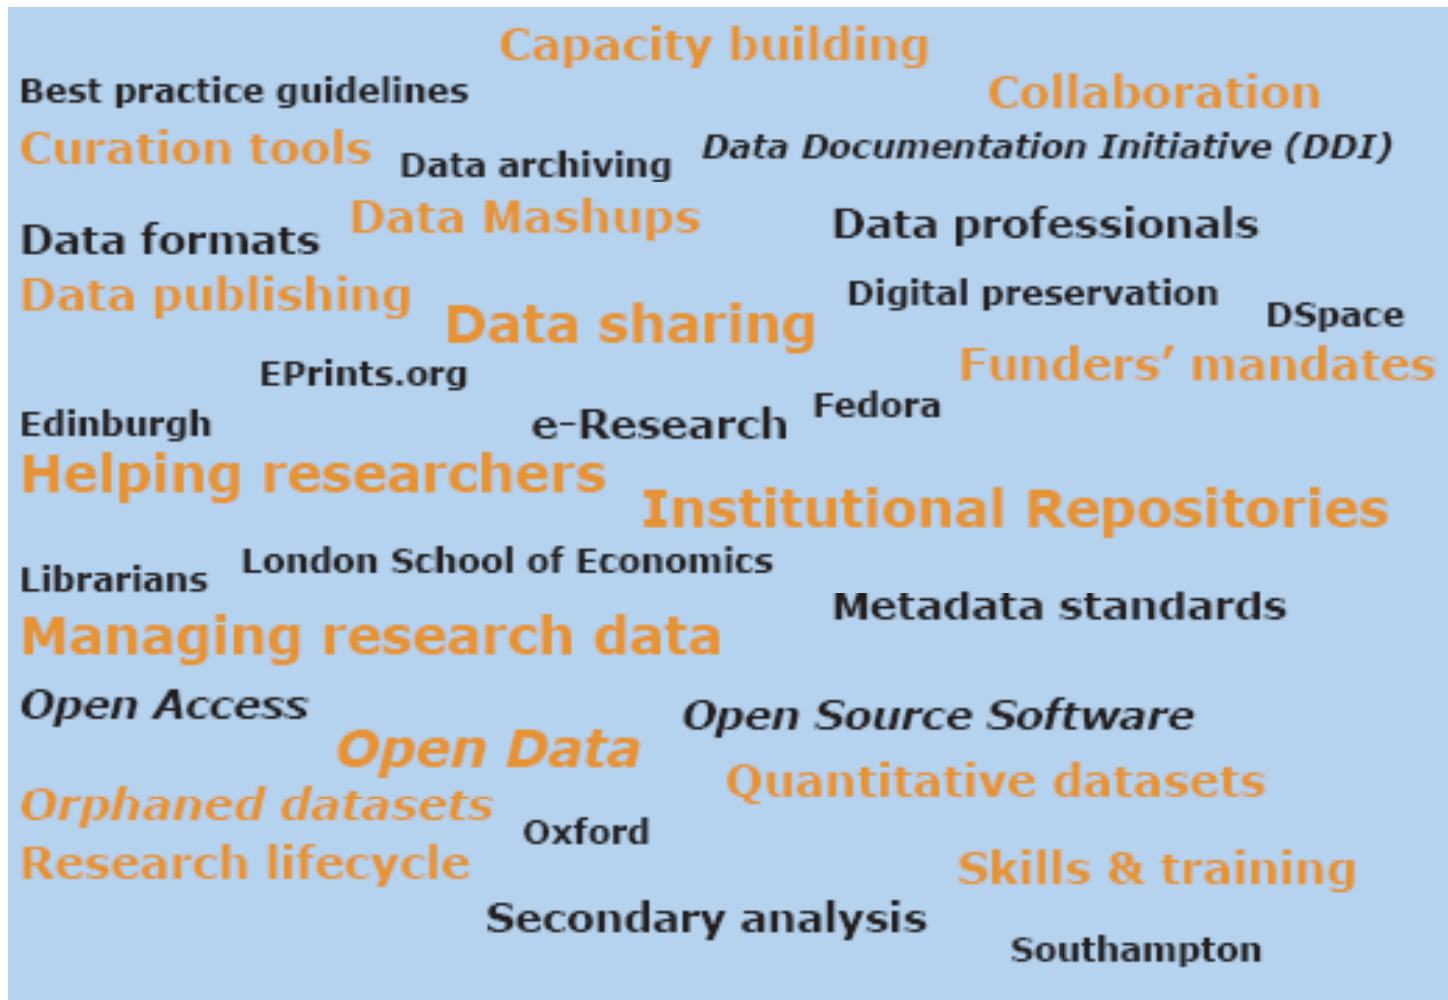 Capacity building
Best practice guidelines
Collaboration
Curation tools
Data archiving
Data Documentation Initiative (DDI)
Data formats
Data Mashups
Data professionals
Data publishing
Data sharing
Digital preservation
DSpace
EPrints.org
Funders’ mandates
Edinburgh
e-Research
Fedora
Helping researchers
Institutional Repositories
Librarians
London School of Economics
Metadata standards
Managing research data
Open Access
Open Data
Open Source Software
Orphaned datasets
Quantitative datasets
Oxford
Research lifecycle
Skills & training
Secondary analysis
Southampton